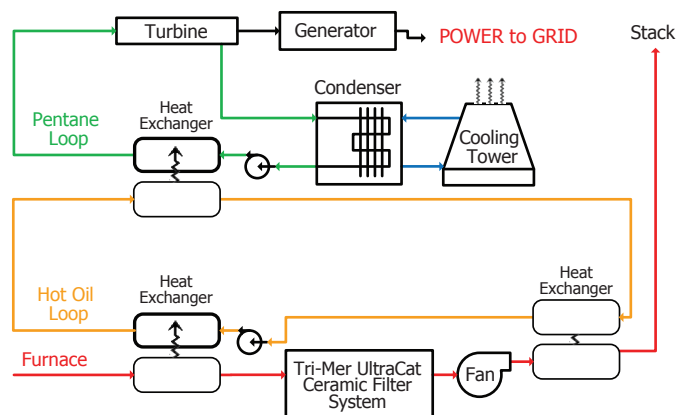 Turbine
Generator
POWER to GRID
Stack
Condenser
Heat
Exchanger
Pentane
Loop
Cooling
Tower
Heat
Exchanger
Hot Oil
Loop
Heat
Exchanger
Furnace
Tri-Mer UltraCat
Ceramic Filter
System
Fan